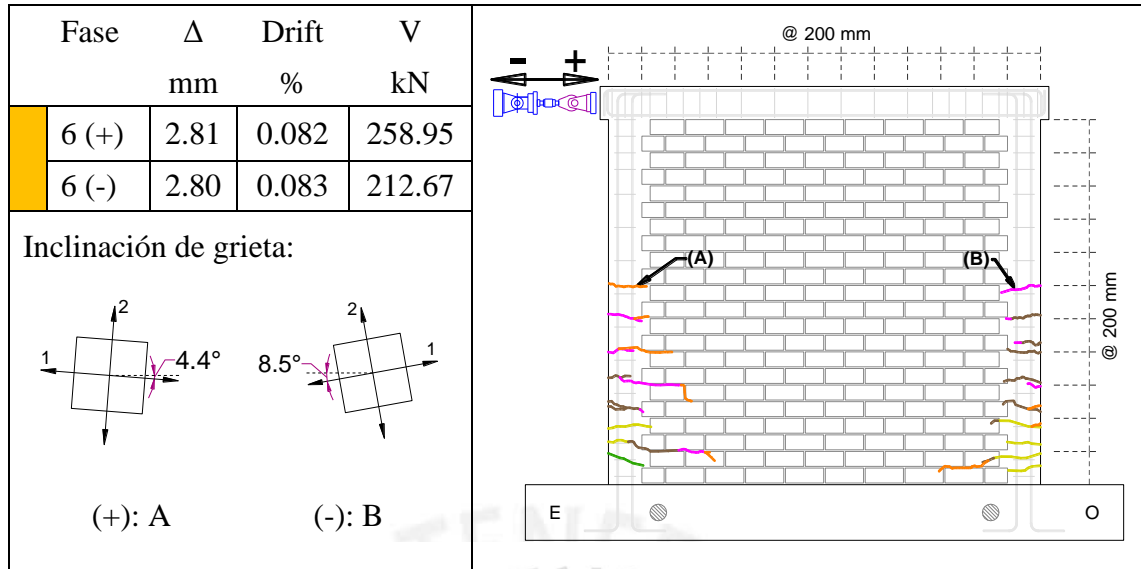 Fase Δ Drift V
mm % kN
6 (+) 2.81 0.082 258.95
6 (-) 2.80 0.083 212.67
Inclinación de grieta:
2
1
4.4°
2
1
8.5°
(+): A (-): B
@ 200 mm
- +
(A)
(B)
@ 200 mm
E O